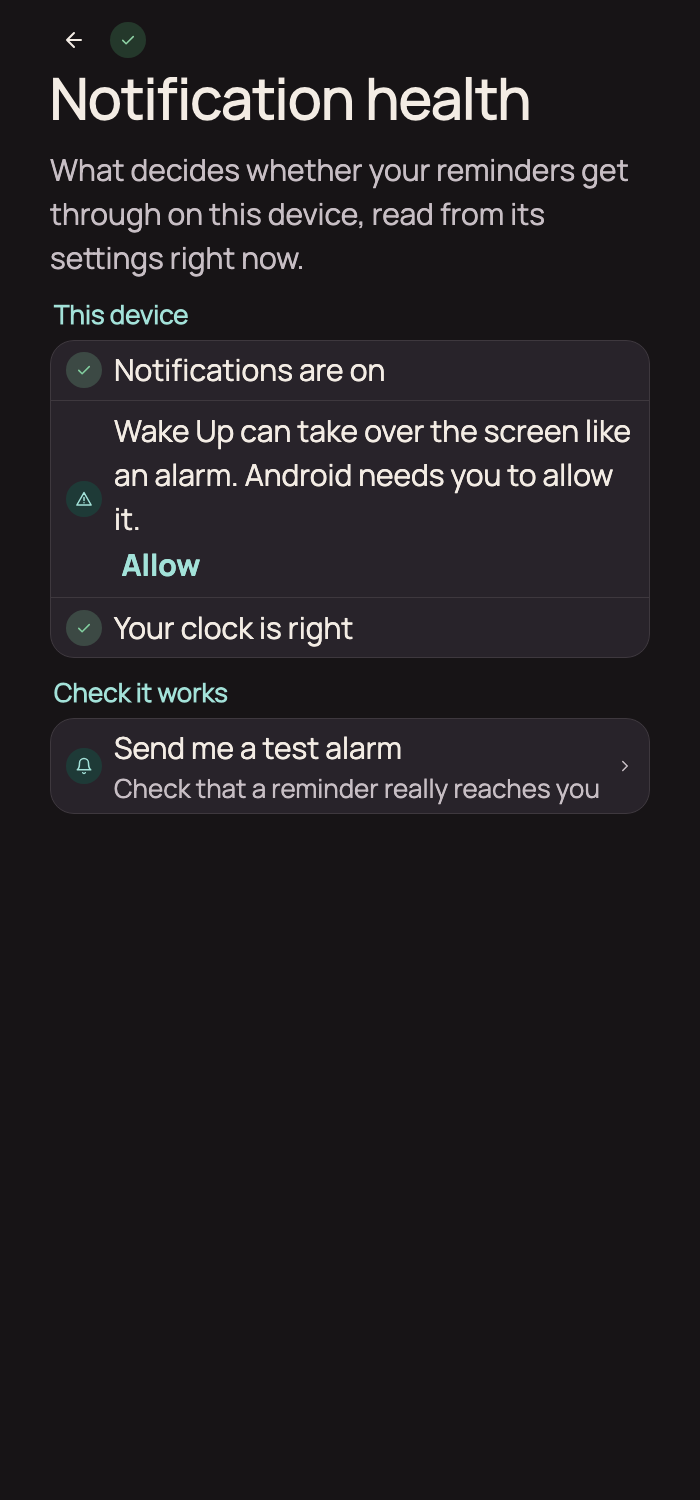 Notification health
What decides whether your reminders get
through on this device, read from its
settings right now.
This device
Notifications are on
Wake Up can take over the screen like
an alarm. Android needs you to allow
it.
Allow
Your clock is right
Check it works
Send me a test alarm
Check that a reminder really reaches you